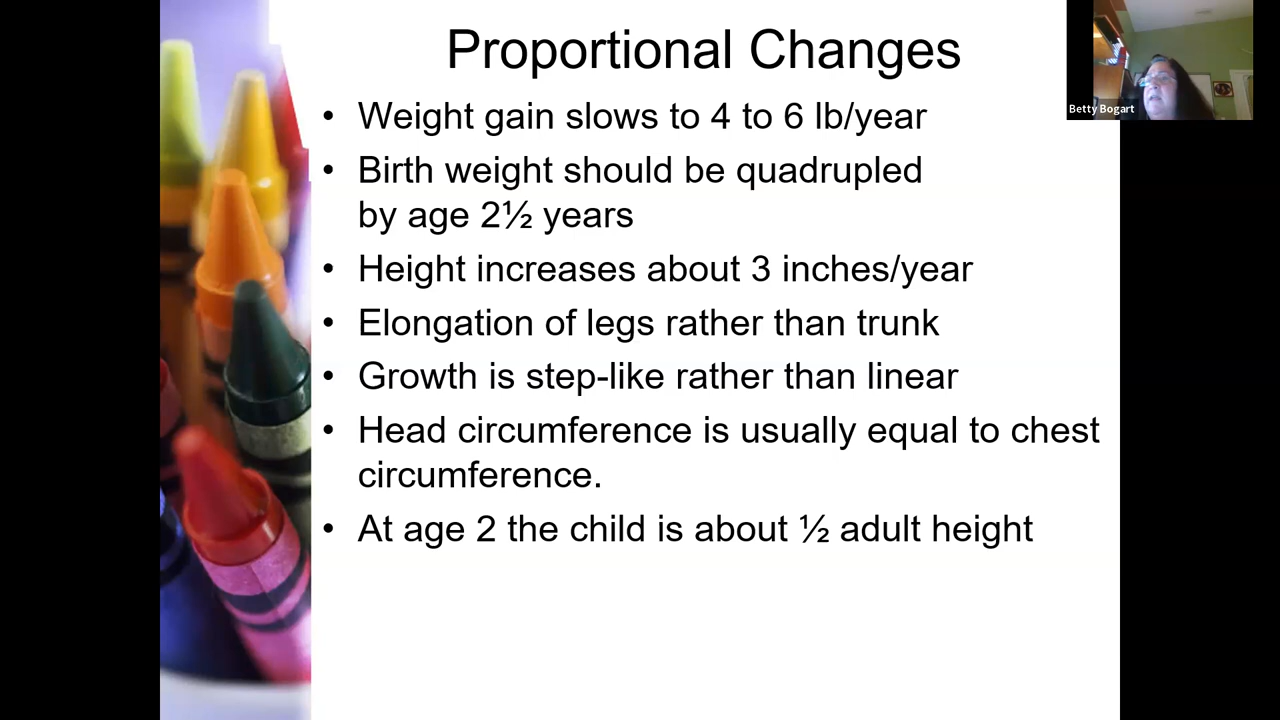 Proportional Changes
• Weight gain slows to 4 to 6 lb/year
• Birth weight should be quadrupled
by age 2½ years
• Height increases about 3 inches/year
• Elongation of legs rather than trunk
• Growth is step-like rather than linear
• Head circumference is usually equal to chest
circumference.
• At age 2 the child is about ½ adult height
Betty Bogart